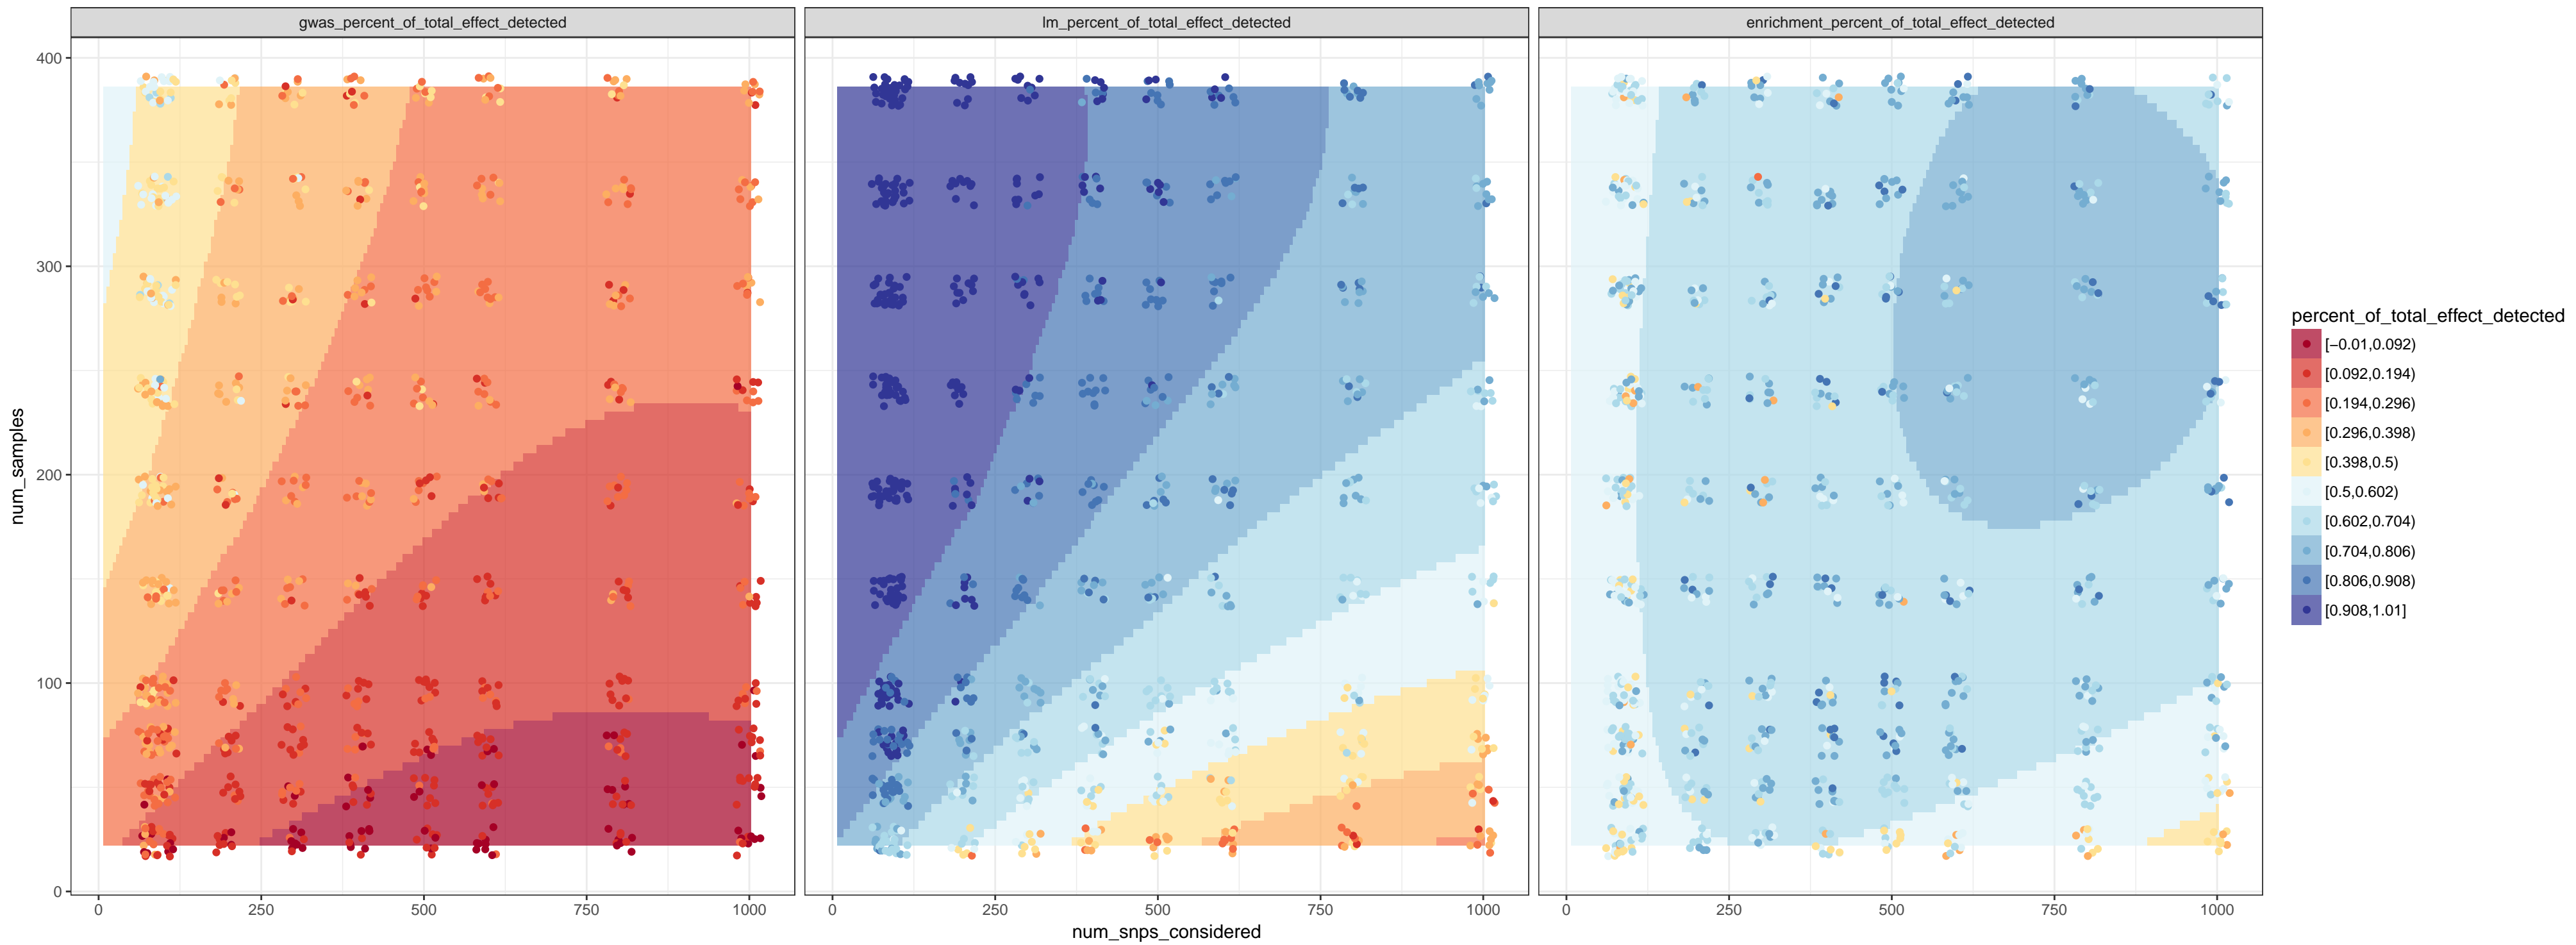 gwas_percent_of_total_effect_detected
lm_percent_of_total_effect_detected
enrichment_percent_of_total_effect_detected
400
300
200
100
0
num_samples
0 250 500 750 1000
0 250 500 750 1000
0 250 500 750 1000
num_snps_considered
percent_of_total_effect_detected
[−0.01,0.092)
[0.092,0.194)
[0.194,0.296)
[0.296,0.398)
[0.398,0.5)
[0.5,0.602)
[0.602,0.704)
[0.704,0.806)
[0.806,0.908)
[0.908,1.01]